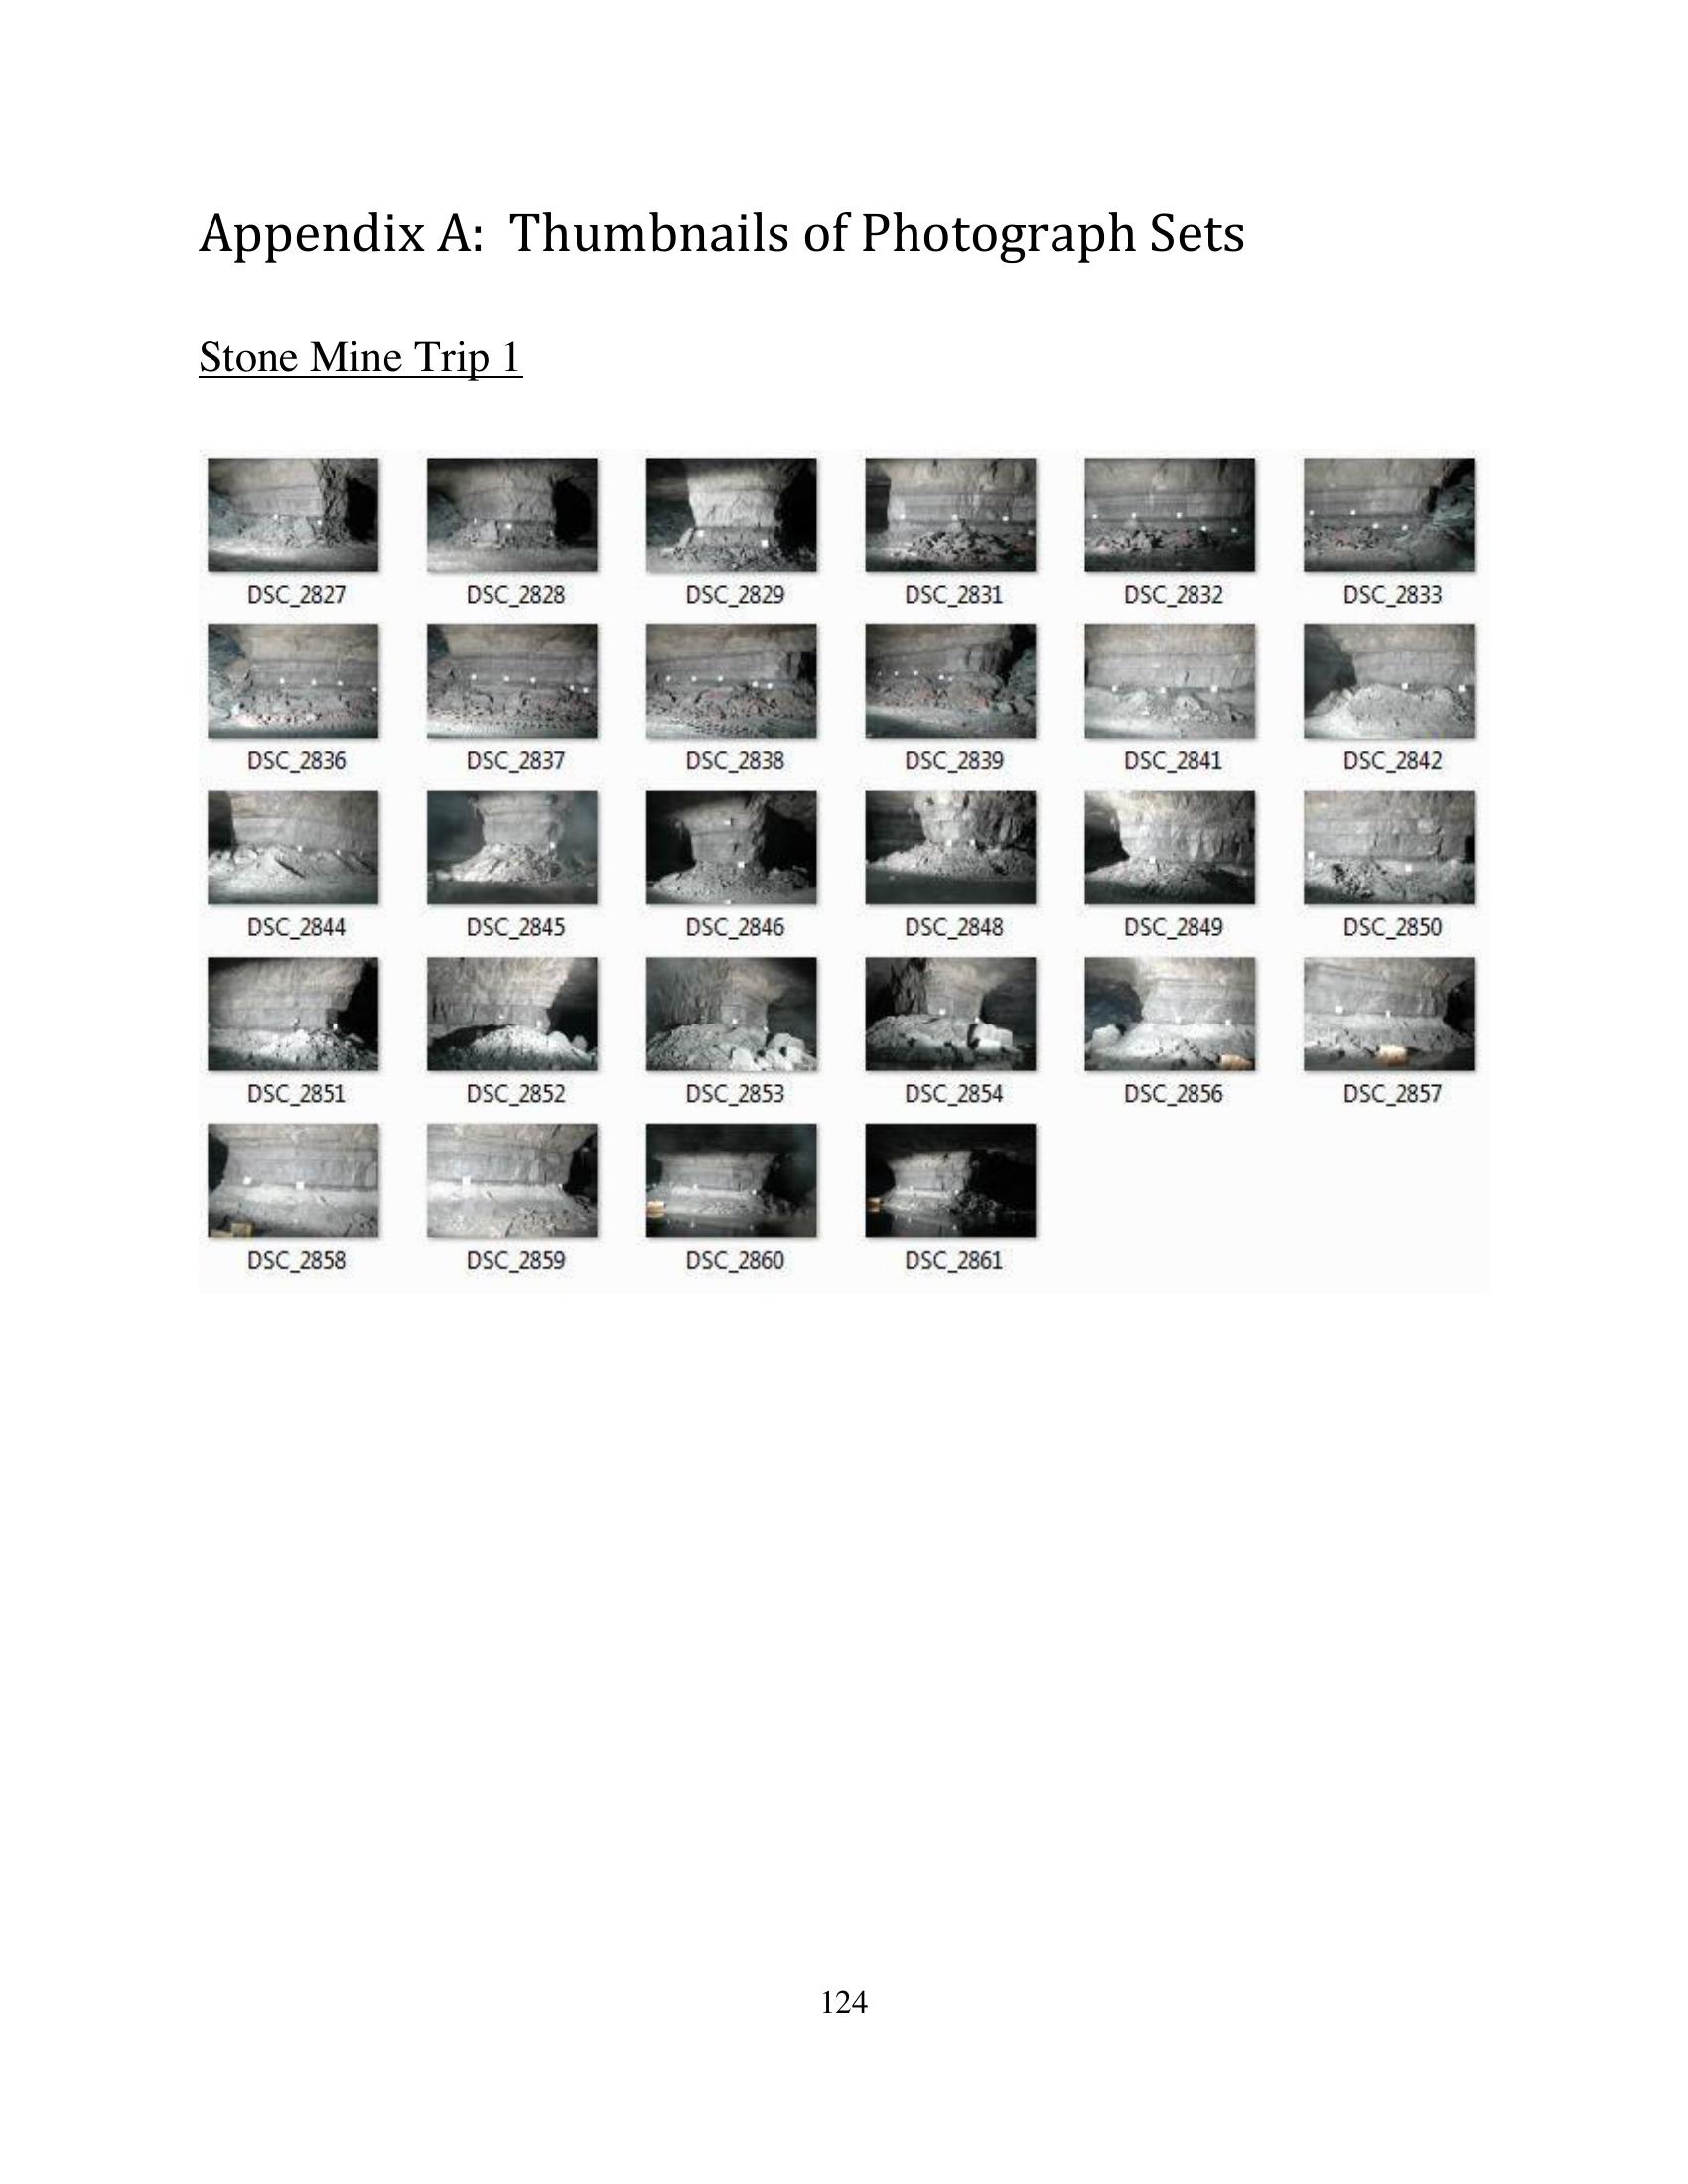 Appendix A:  Thumbnails of Photograph Sets
Stone Mine Trip 1
DSC_2827 DSC_2828 DSC_2829 DSC_2831 DSC_2832 DSC_2833
DSC_2836 DSC_2837 DSC_2838 DSC_2839 DSC_2841 DSC_2842
DSC_2844 DSC_2845 DSC_2846 DSC_2848 DSC_2849 DSC_2850
DSC_2851 DSC_2852 DSC_2853 DSC_2854 DSC_2856 DSC_2857
DSC_2858 DSC_2859 DSC_2860 DSC_2861
124